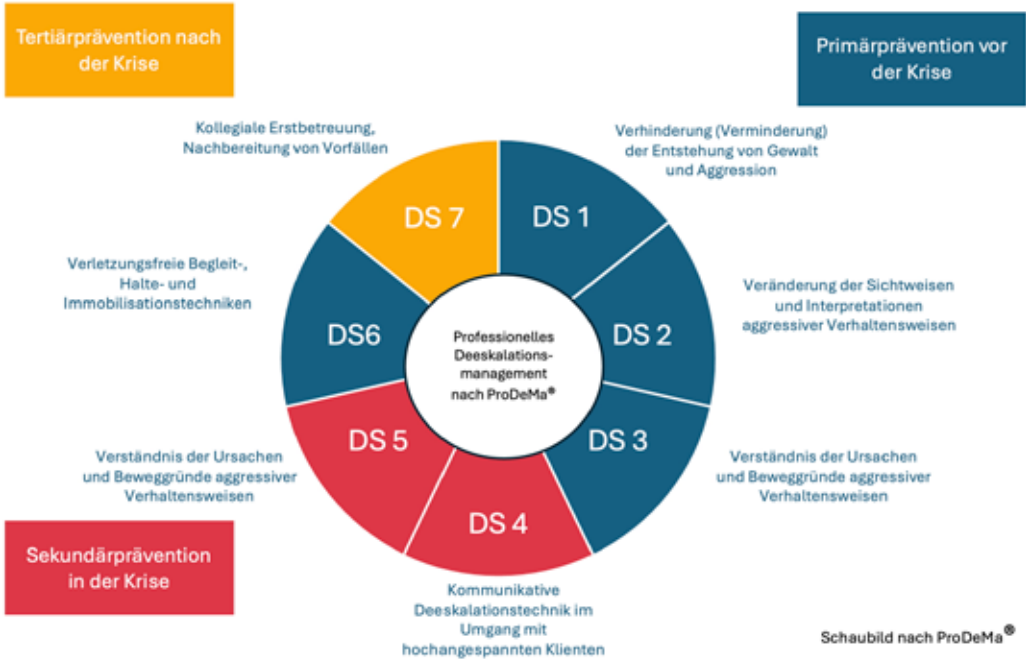 Tertiärprävention nach
der Krise
Primärprävention vor
der Krise
Kollegiale Erstbetreuung,
Nachbereitung von Vorfällen
Verhinderung (Verminderung)
der Entstehung von Gewalt
und Aggression
DS 7
DS 1
Verletzungsfreie Begleit-,
Halte- und
Immobilisationstechniken
Veränderung der Sichtweisen
und Interpretationen
aggressiver Verhaltensweisen
DS6
DS 2
Professionelles
Deeskalations-
management
nach ProDeMa®
DS 5
DS 3
Verständnis der Ursachen
und Beweggründe aggressiver
Verhaltensweisen
Verständnis der Ursachen
und Beweggründe aggressiver
Verhaltensweisen
DS 4
Sekundärprävention
in der Krise
Kommunikative
Deeskalationstechnik im
Umgang mit
hochangespannten Klienten
Schaubild nach ProDeMa®